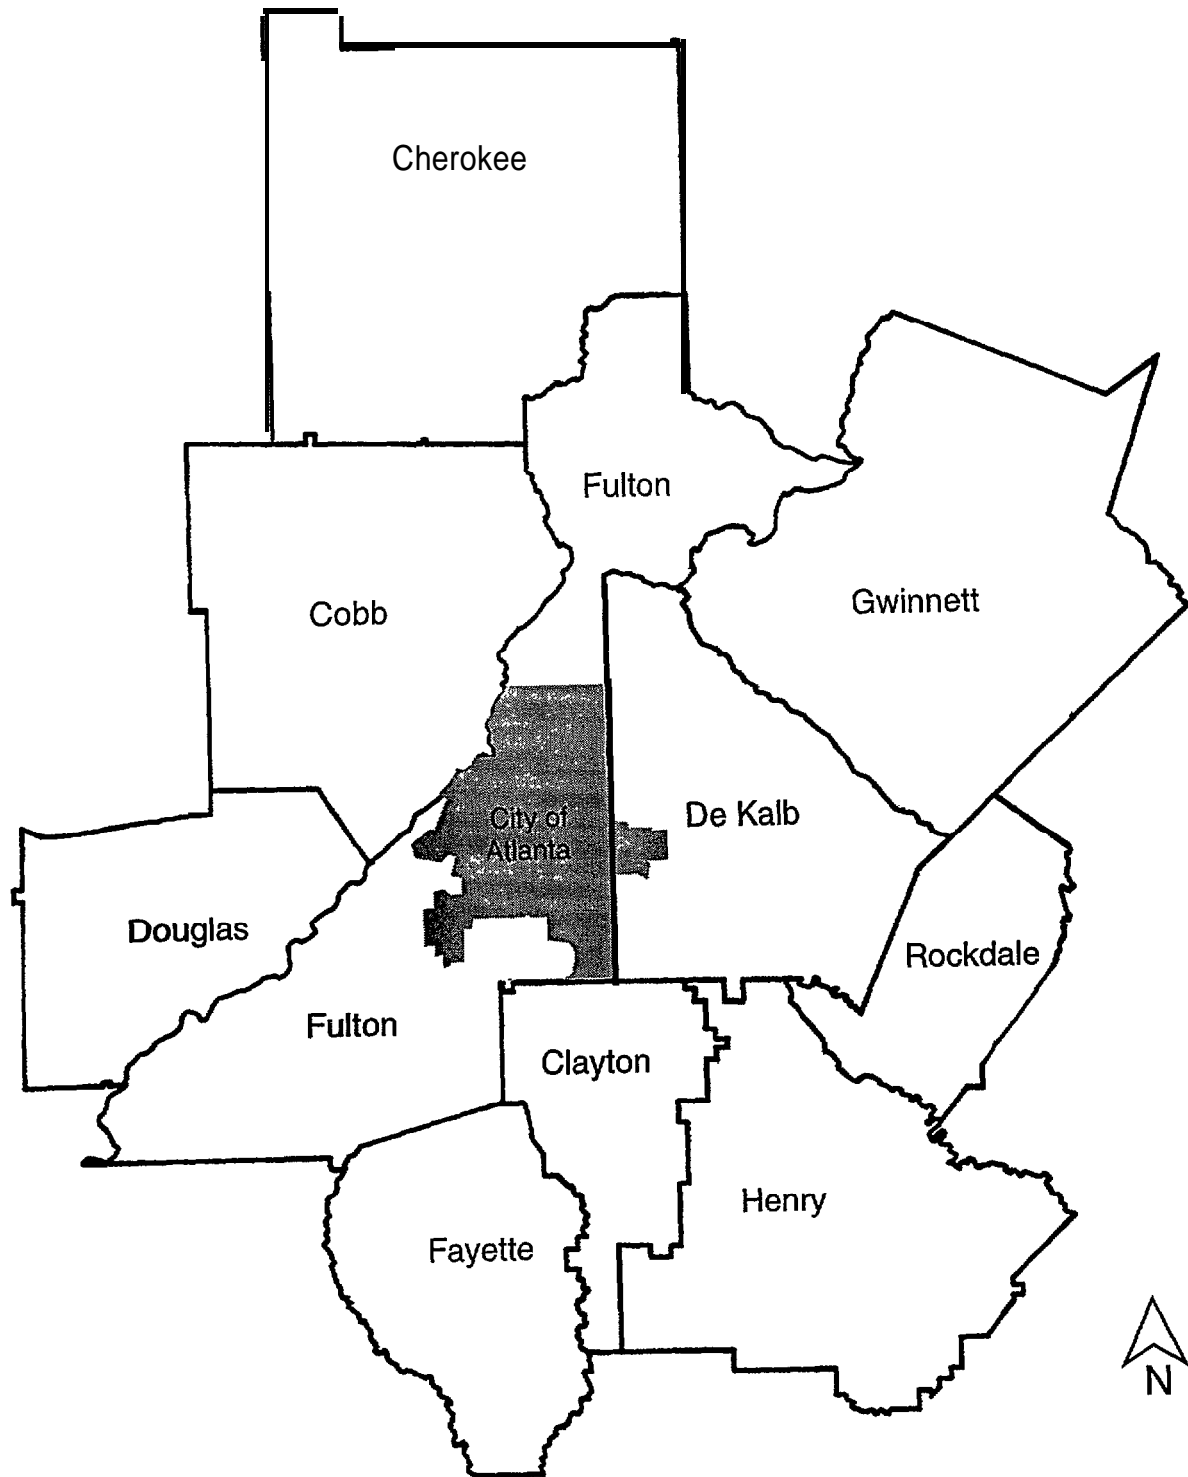 Cherokee
Fulton
Cobb
Gwinnett
City of
Atlanta
De Kalb
Douglas
Rockdale
Fulton
Clayton
Henry
Fayette
N